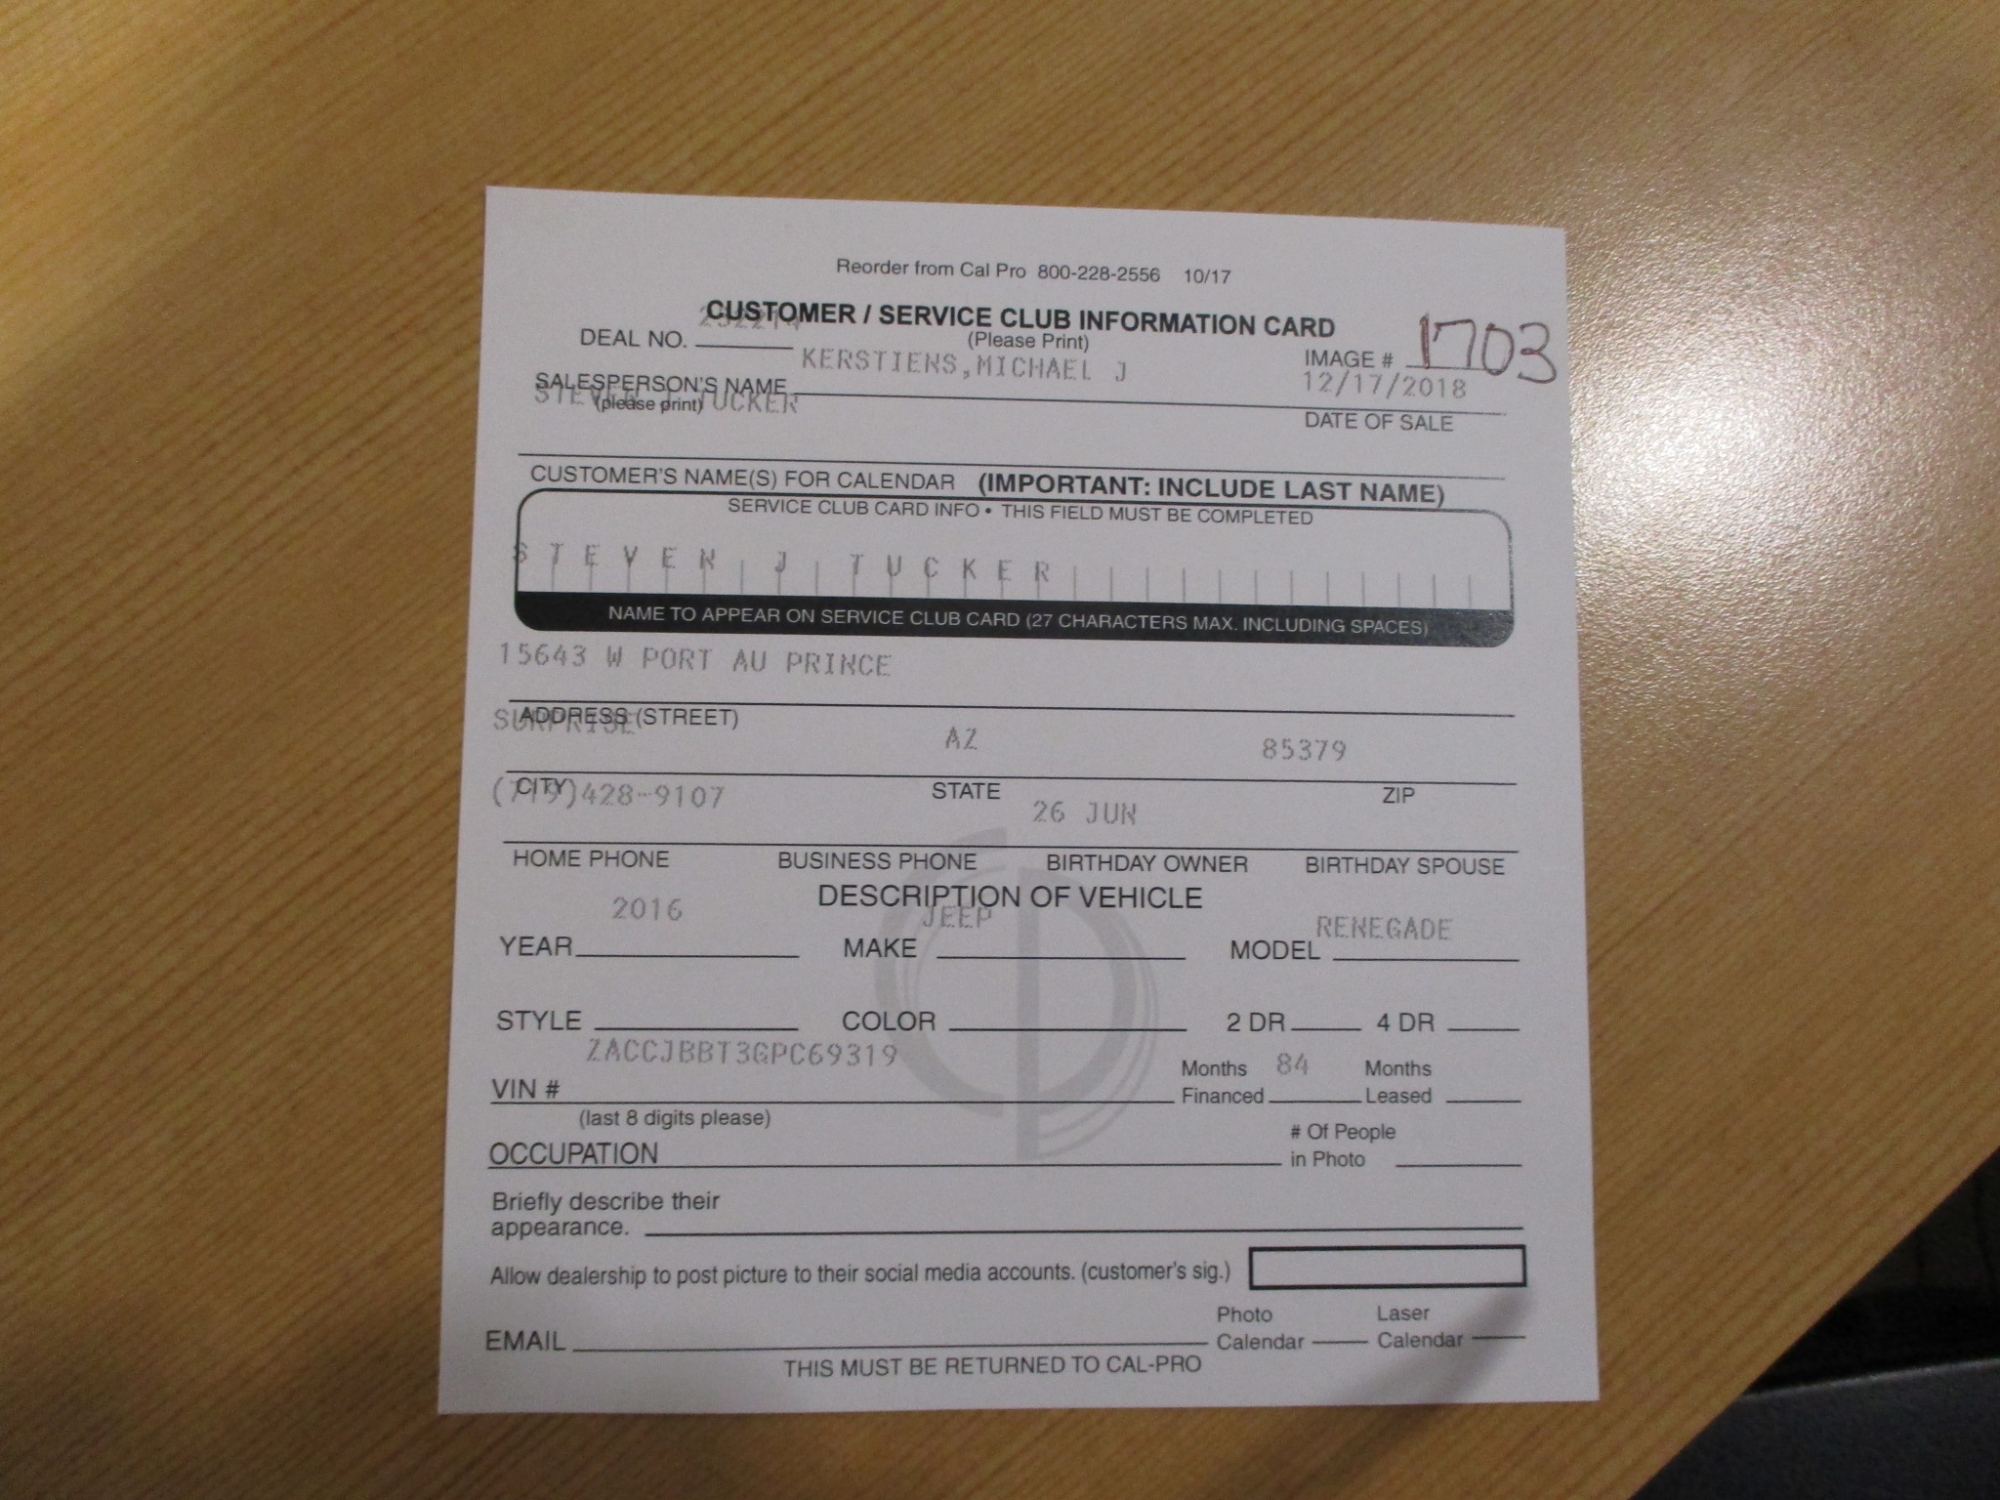 Reorder from Cal Pro 800-228-2556 10/17
CUSTOMER / SERVICE CLUB INFORMATION CARD
DEAL NO.
(Please Print)
IMAGE # 1703
KERSTIENS,MICHAEL J
12/17/2018
SALESPERSON'S NAME
(please print)
STEVEN J TUCKER
DATE OF SALE
CUSTOMER'S NAME(S) FOR CALENDAR (IMPORTANT: INCLUDE LAST NAME)
SERVICE CLUB CARD INFO • THIS FIELD MUST BE COMPLETED
STEVEN J TUCKER
NAME TO APPEAR ON SERVICE CLUB CARD (27 CHARACTERS MAX. INCLUDING SPACES)
15643 W PORT AU PRINCE
ADDRESS (STREET)
SURPRISE AZ 85379
CITY STATE ZIP
(719)428-9107 26 JUN
HOME PHONE BUSINESS PHONE BIRTHDAY OWNER BIRTHDAY SPOUSE
DESCRIPTION OF VEHICLE
2016 JEEP RENEGADE
YEAR MAKE MODEL
STYLE COLOR 2 DR 4 DR
ZACCJBBT3GPC69319
VIN #
(last 8 digits please)
Months 84 Months
Financed Leased
OCCUPATION
# Of People
in Photo
Briefly describe their
appearance.
Allow dealership to post picture to their social media accounts. (customer's sig.)
Photo Laser
EMAIL Calendar Calendar
THIS MUST BE RETURNED TO CAL-PRO